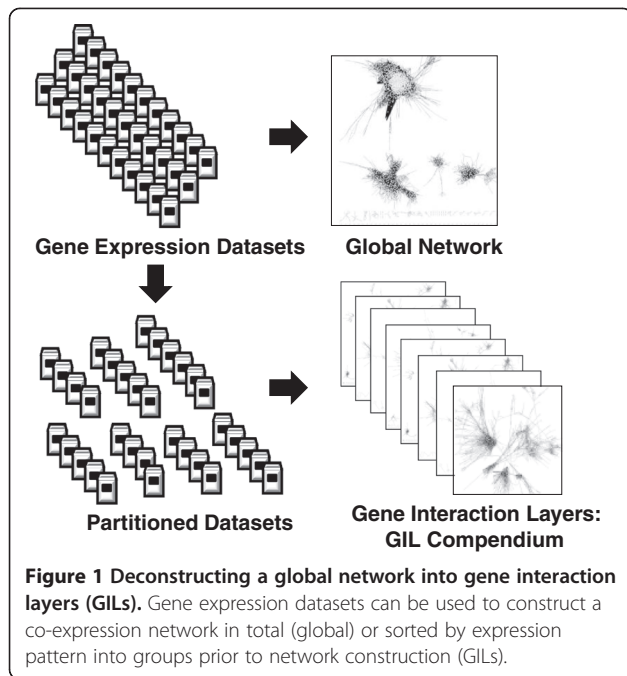 Gene Expression Datasets
Global Network
Partitioned Datasets
Gene Interaction Layers:
GIL Compendium
Figure 1 Deconstructing a global network into gene interaction
layers (GILs). Gene expression datasets can be used to construct a
co-expression network in total (global) or sorted by expression
pattern into groups prior to network construction (GILs).